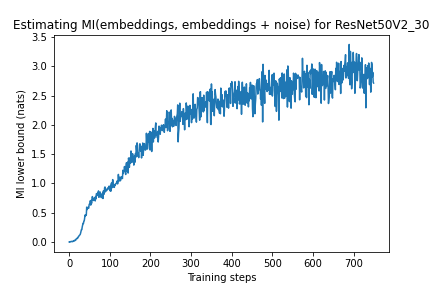 Estimating MI(embeddings, embeddings + noise) for ResNet50V2_30
3.5
3.0
2.5
2.0
1.5
1.0
0.5
0.0
MI lower bound (nats)
0 100 200 300 400 500 600 700
Training steps